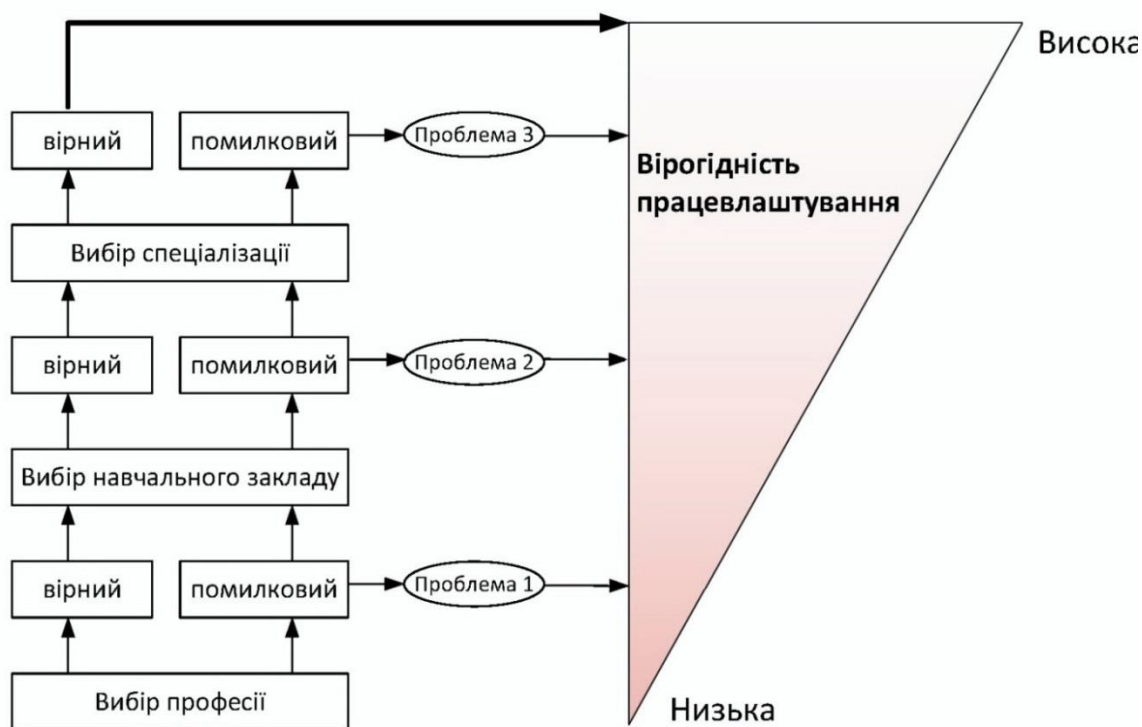 Висока
вірний
помилковий
Проблема 3
Вірогідність
працевлаштування
Вибір спеціалізації
вірний
помилковий
Проблема 2
Вибір навчального закладу
вірний
помилковий
Проблема 1
Вибір професії
Низька